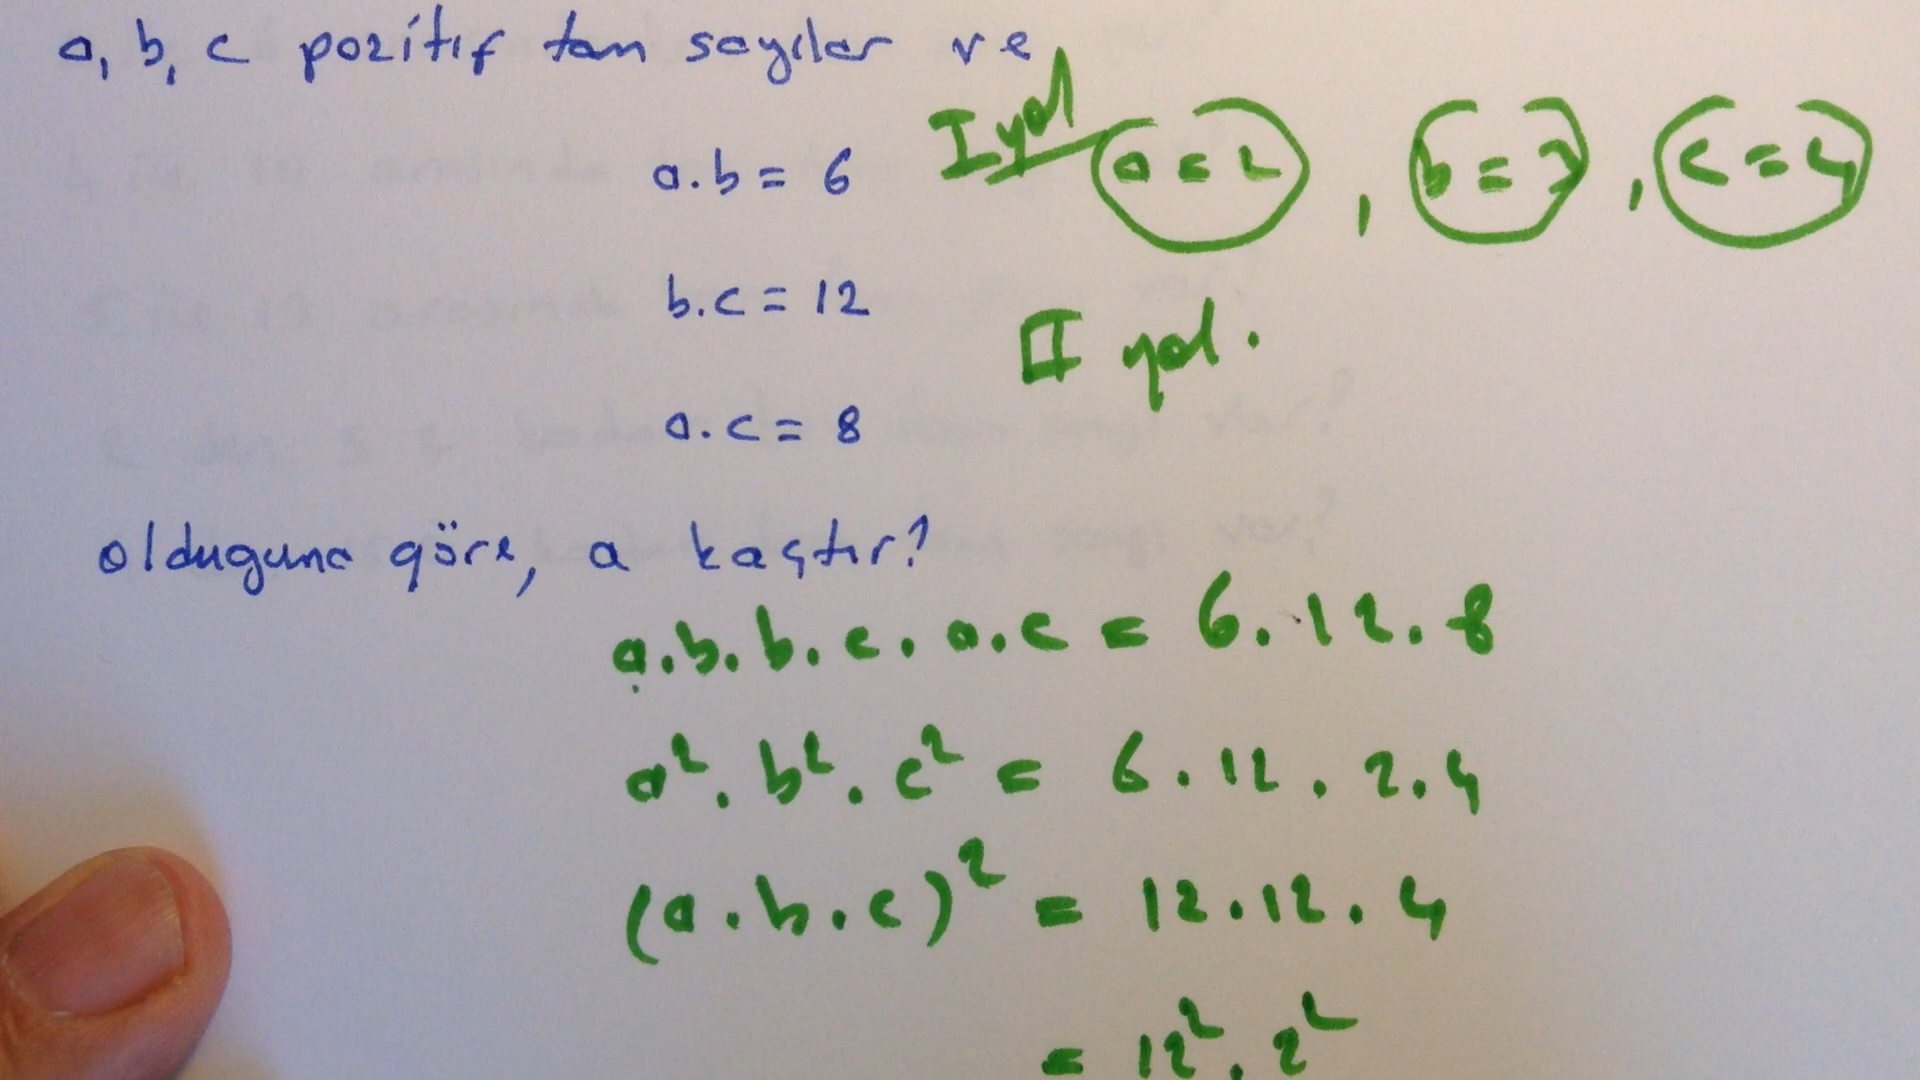 a, b, c pozitif tam sayılar ve
a.b = 6
I yol a = 2 , b = 3 , c = 4
b.c = 12
II yol.
a.c = 8
olduguna göre, a kaçtır?
a.b.b.c.a.c = 6.12.8
a².b².c² = 6.12.2.4
(a.b.c)² = 12.12.4
= 12².2²